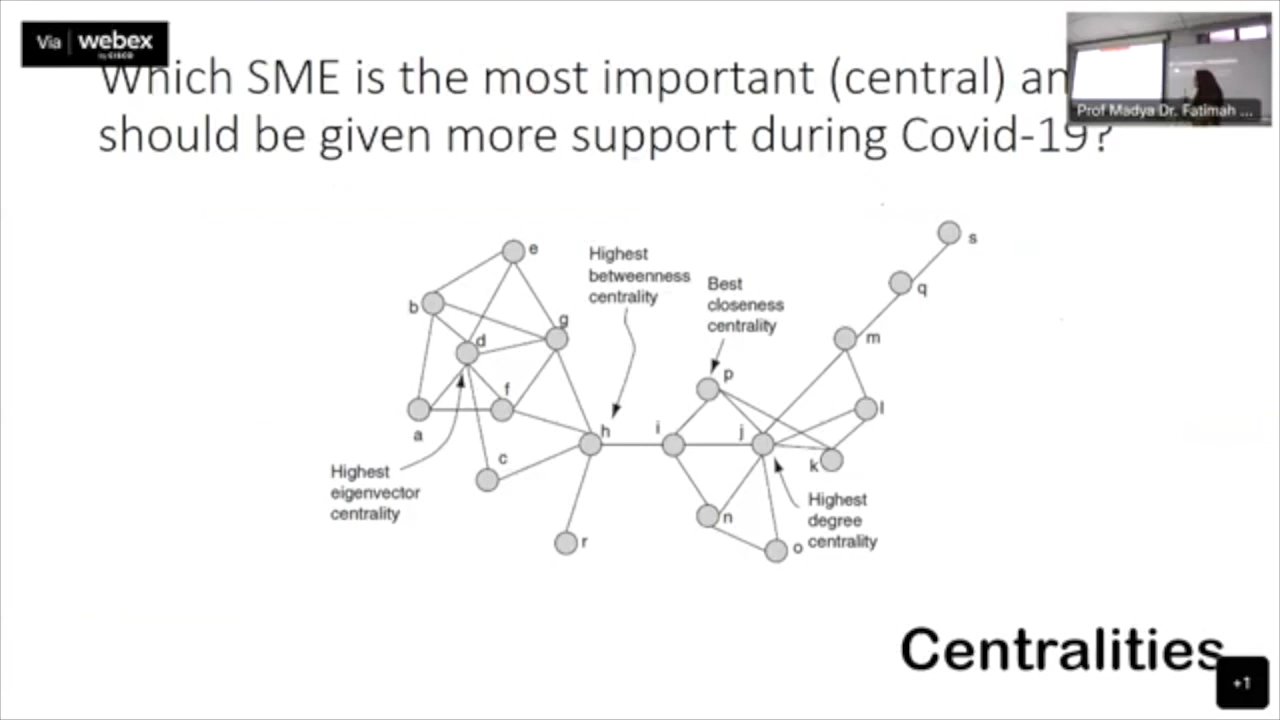 Via webex
by CISCO
Prof Madya Dr. Fatimah ...
Which SME is the most important (central) an
should be given more support during Covid-19?
e
s
Highest
betweenness
centrality
Best
closeness
centrality
q
b
g
m
d
p
f
l
a
h
i
j
c
k
Highest
eigenvector
centrality
Highest
degree
centrality
n
r
o
Centralities
+1